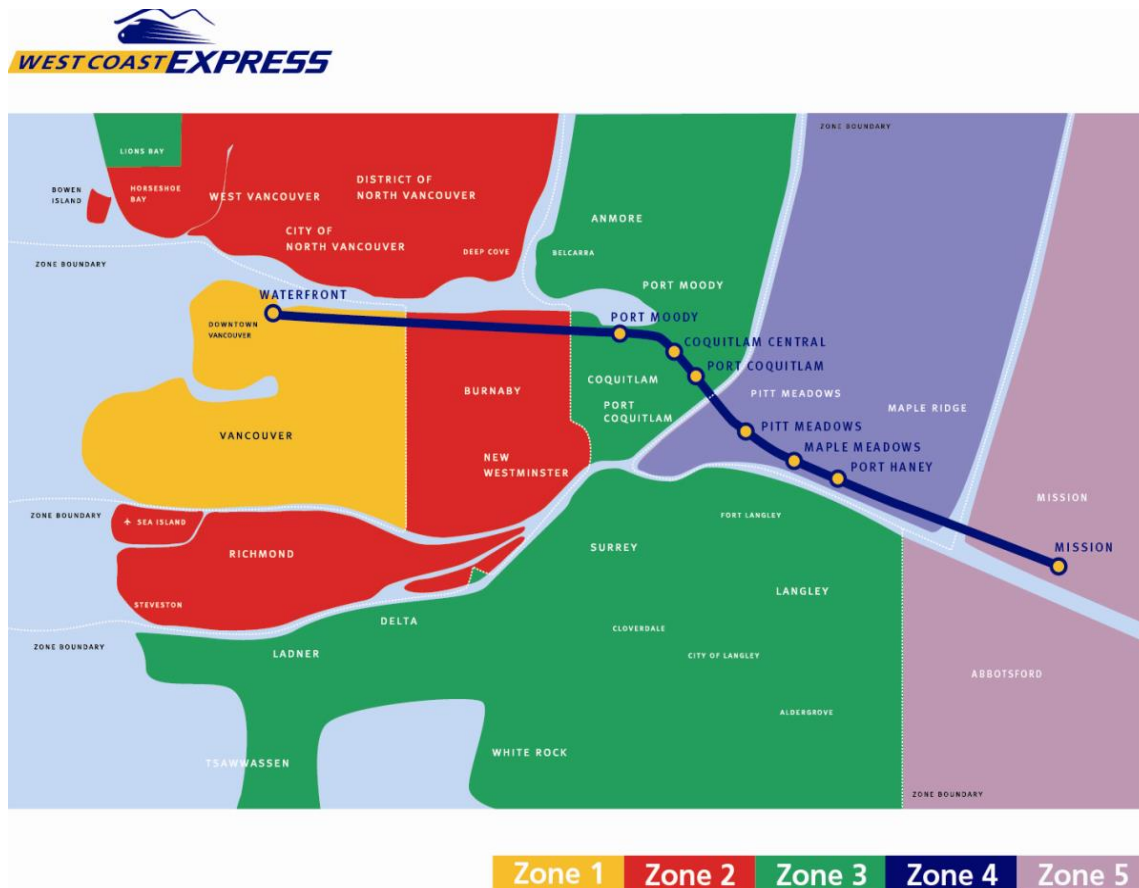 WEST COAST EXPRESS
ZONE BOUNDARY
LIONS BAY
BOWEN
ISLAND
HORSESHOE
BAY
WEST VANCOUVER
DISTRICT OF
NORTH VANCOUVER
CITY OF
NORTH VANCOUVER
DEEP COVE
ANMORE
BELCARRA
PORT MOODY
ZONE BOUNDARY
WATERFRONT
DOWNTOWN
VANCOUVER
PORT MOODY
COQUITLAM CENTRAL
PORT COQUITLAM
COQUITLAM
PORT
COQUITLAM
BURNABY
PITT MEADOWS
MAPLE RIDGE
VANCOUVER
NEW
WESTMINSTER
PITT MEADOWS
MAPLE MEADOWS
PORT HANEY
MISSION
ZONE BOUNDARY
SEA ISLAND
RICHMOND
FORT LANGLEY
SURREY
MISSION
STEVESTON
LANGLEY
DELTA
CLOVERDALE
ZONE BOUNDARY
LADNER
CITY OF LANGLEY
ABBOTSFORD
ALDERGROVE
WHITE ROCK
TSAWWASSEN
ZONE BOUNDARY
Zone 1 Zone 2 Zone 3 Zone 4 Zone 5